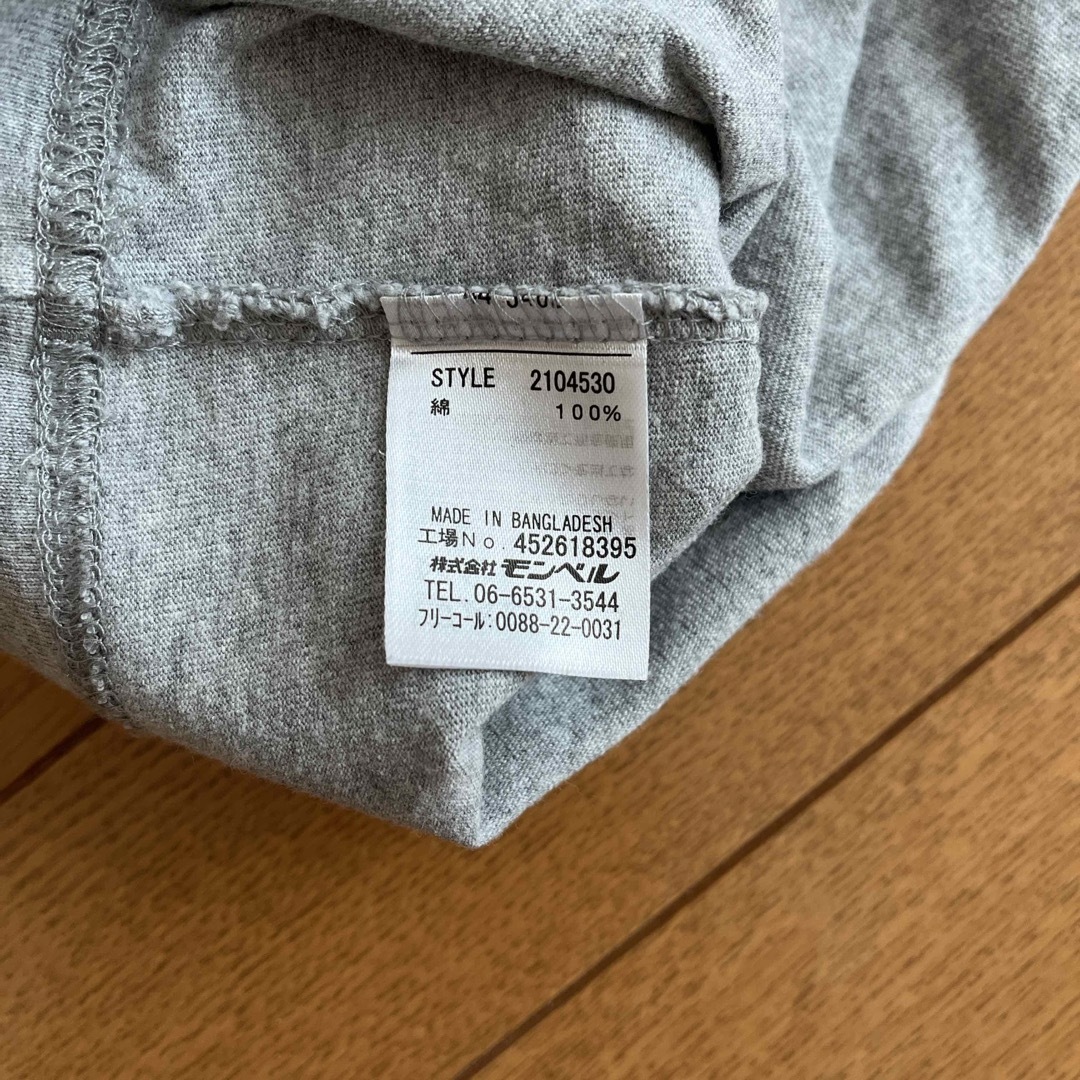 STYLE 2104530
綿 100%
MADE IN BANGLADESH
工場No. 452618395
株式会社モンベル
TEL.06-6531-3544
フリーコール:0088-22-0031